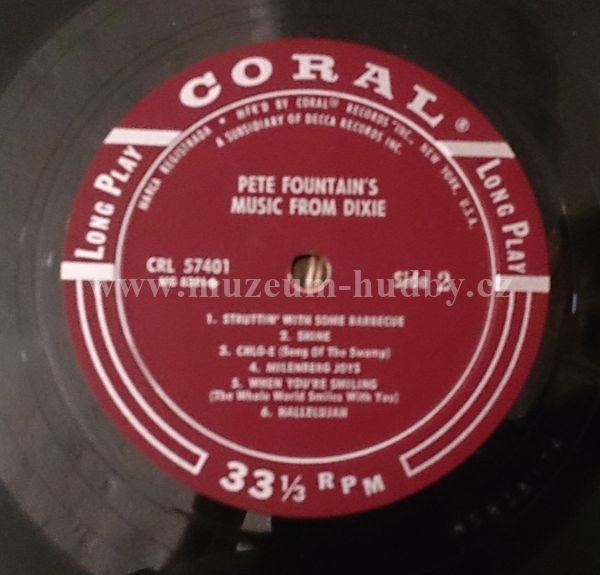 CORAL®
MARCA REGISTRADA • MFK'D BY CORAL RECORDS INC., NEW YORK, U.S.A.
A SUBSIDIARY OF DECCA RECORDS INC.
LONG PLAY
LONG PLAY
PETE FOUNTAIN'S
MUSIC FROM DIXIE
CRL 57401
Side 2
www.muzeum-hudby.cz
1. STRUTTIN' WITH SOME BARBECUE
2. SHINE
3. CHLO-E (Song Of The Swamp)
4. MILENBERG JOYS
5. WHEN YOU'RE SMILING
(The Whole World Smiles With You)
6. HALLELUJAH
33 1/3 RPM